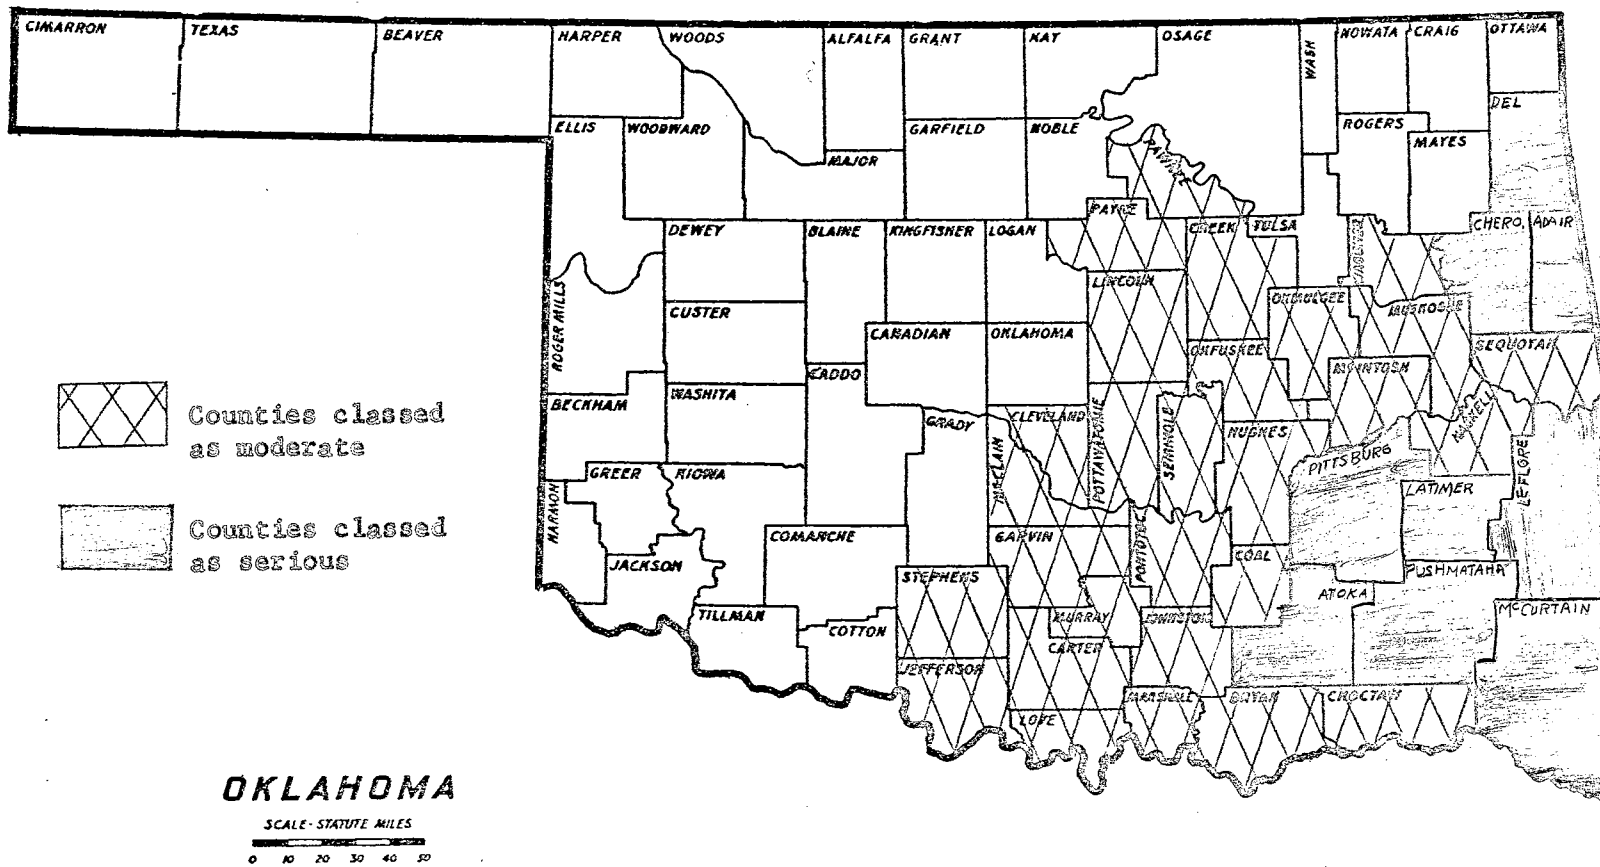 CIMARRON TEXAS BEAVER HARPER WOODS ALFALFA GRANT KAY OSAGE WASH NOWATA CRAIG OTTAWA
DEL
ELLIS WOODWARD GARFIELD NOBLE ROGERS
MAJOR PAWNEE MAYES
PAYNE
DEWEY BLAINE KINGFISHER LOGAN CREEK TULSA CHERO. ADAIR
ROGER MILLS LINCOLN OKMULGEE MUSKOGEE
CUSTER CANADIAN OKLAHOMA OKFUSKEE SEQUOYAH
CADDO MCINTOSH
BECKHAM WASHITA GRADY CLEVELAND HASKELL
MCCLAIN POTTAWATOMIE SEMINOLE HUGHES
GREER KIOWA PITTSBURG LEFLORE
HARMON LATIMER
COMANCHE GARVIN PONTOTOC COAL
JACKSON STEPHENS ATOKA PUSHMATAHA
TILLMAN COTTON MURRAY JOHNSTON McCURTAIN
JEFFERSON CARTER
LOVE MARSHALL BRYAN CHOCTAW
Counties classed
as moderate
Counties classed
as serious
OKLAHOMA
SCALE-STATUTE MILES
0 10 20 30 40 50